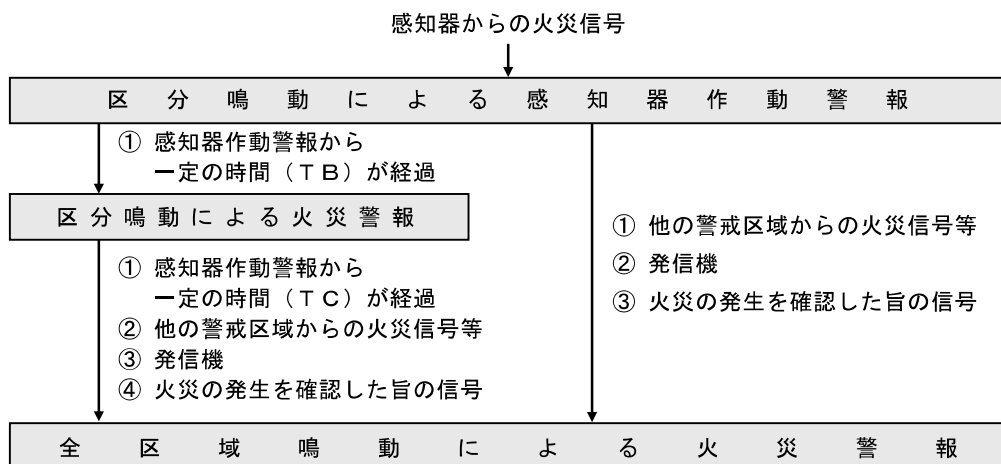 感知器からの火災信号
区分鳴動による感知器作動警報
① 感知器作動警報から
一定の時間（ＴＢ）が経過
区分鳴動による火災警報
① 感知器作動警報から
一定の時間（ＴＣ）が経過
② 他の警戒区域からの火災信号等
③ 発信機
④ 火災の発生を確認した旨の信号
① 他の警戒区域からの火災信号等
② 発信機
③ 火災の発生を確認した旨の信号
全区域鳴動による火災警報